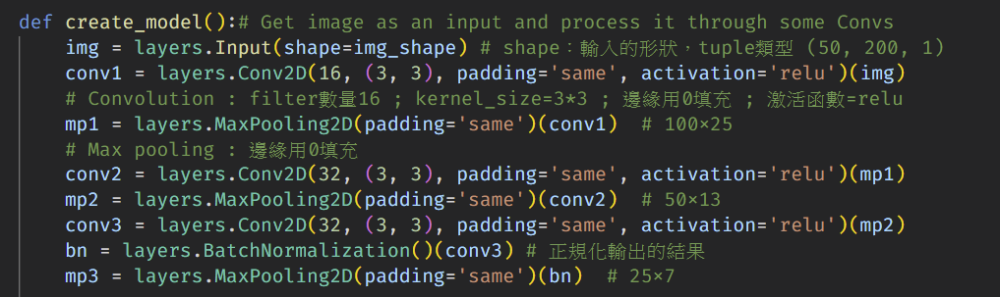 def create_model():# Get image as an input and process it through some Convs
img = layers.Input(shape=img_shape) # shape：輸入的形狀，tuple類型 (50, 200, 1)
conv1 = layers.Conv2D(16, (3, 3), padding='same', activation='relu')(img)
# Convolution : filter數量16 ; kernel_size=3*3 ; 邊緣用0填充 ; 激活函數=relu
mp1 = layers.MaxPooling2D(padding='same')(conv1)  # 100×25
# Max pooling : 邊緣用0填充
conv2 = layers.Conv2D(32, (3, 3), padding='same', activation='relu')(mp1)
mp2 = layers.MaxPooling2D(padding='same')(conv2)  # 50×13
conv3 = layers.Conv2D(32, (3, 3), padding='same', activation='relu')(mp2)
bn = layers.BatchNormalization()(conv3) # 正規化輸出的結果
mp3 = layers.MaxPooling2D(padding='same')(bn)  # 25×7